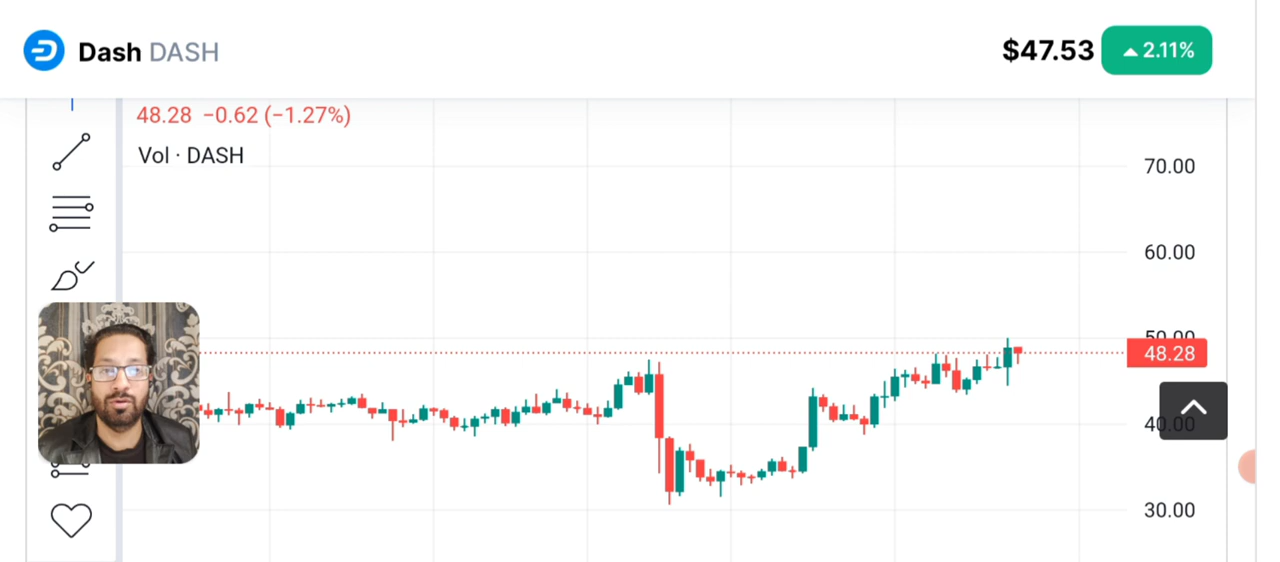 Dash DASH
$47.53 2.11%
48.28 −0.62 (−1.27%)
Vol · DASH
70.00
60.00
50.00
48.28
40.00
30.00